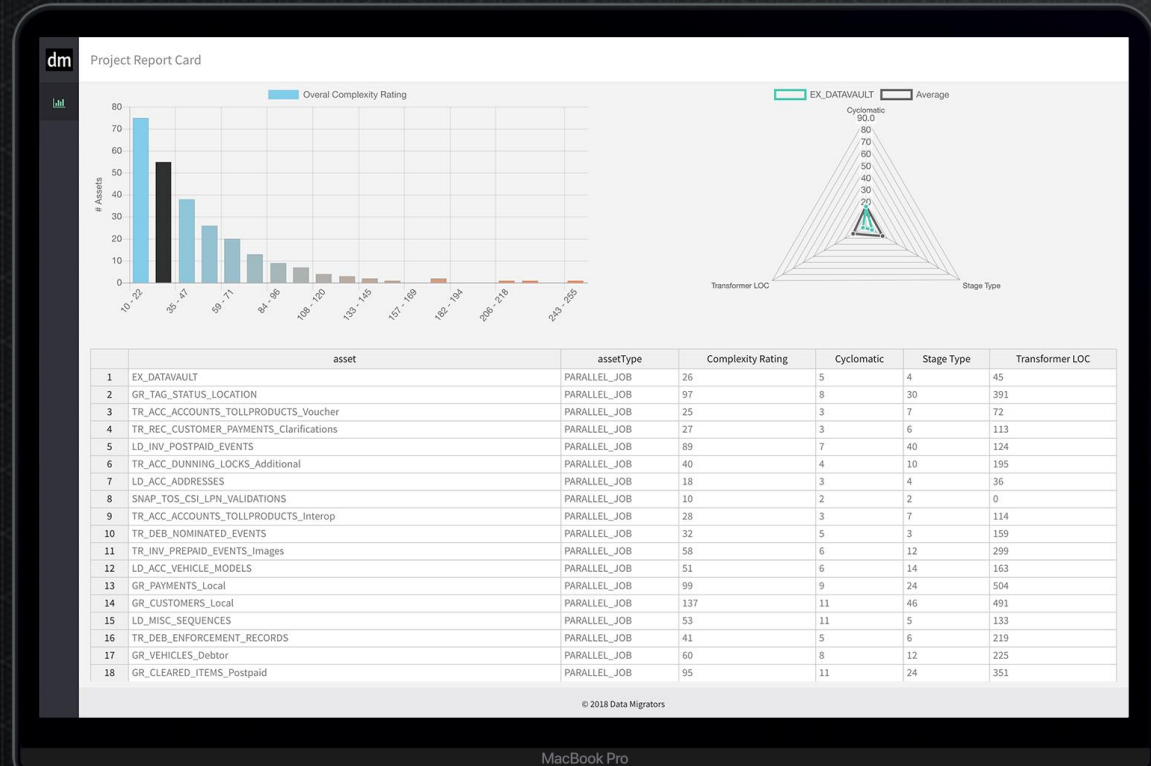 dm
Project Report Card
Overal Complexity Rating
# Assets
80
70
60
50
40
30
20
10
0
10 - 22
35 - 47
59 - 71
84 - 96
108 - 120
133 - 145
157 - 169
182 - 194
206 - 218
243 - 255
EX_DATAVAULT Average
Cyclomatic
90.0
80
70
60
50
40
30
20
Transformer LOC
Stage Type
asset assetType Complexity Rating Cyclomatic Stage Type Transformer LOC
1 EX_DATAVAULT PARALLEL_JOB 26 5 4 45
2 GR_TAG_STATUS_LOCATION PARALLEL_JOB 97 8 30 391
3 TR_ACC_ACCOUNTS_TOLLPRODUCTS_Voucher PARALLEL_JOB 25 3 7 72
4 TR_REC_CUSTOMER_PAYMENTS_Clarifications PARALLEL_JOB 27 3 6 113
5 LD_INV_POSTPAID_EVENTS PARALLEL_JOB 89 7 40 124
6 TR_ACC_DUNNING_LOCKS_Additional PARALLEL_JOB 40 4 10 195
7 LD_ACC_ADDRESSES PARALLEL_JOB 18 3 4 36
8 SNAP_TOS_CSI_LPN_VALIDATIONS PARALLEL_JOB 10 2 2 0
9 TR_ACC_ACCOUNTS_TOLLPRODUCTS_Interop PARALLEL_JOB 28 3 7 114
10 TR_DEB_NOMINATED_EVENTS PARALLEL_JOB 32 5 3 159
11 TR_INV_PREPAID_EVENTS_Images PARALLEL_JOB 58 6 12 299
12 LD_ACC_VEHICLE_MODELS PARALLEL_JOB 51 6 14 163
13 GR_PAYMENTS_Local PARALLEL_JOB 99 9 24 504
14 GR_CUSTOMERS_Local PARALLEL_JOB 137 11 46 491
15 LD_MISC_SEQUENCES PARALLEL_JOB 53 11 5 133
16 TR_DEB_ENFORCEMENT_RECORDS PARALLEL_JOB 41 5 6 219
17 GR_VEHICLES_Debtor PARALLEL_JOB 60 8 12 225
18 GR_CLEARED_ITEMS_Postpaid PARALLEL_JOB 95 11 24 351
© 2018 Data Migrators
MacBook Pro